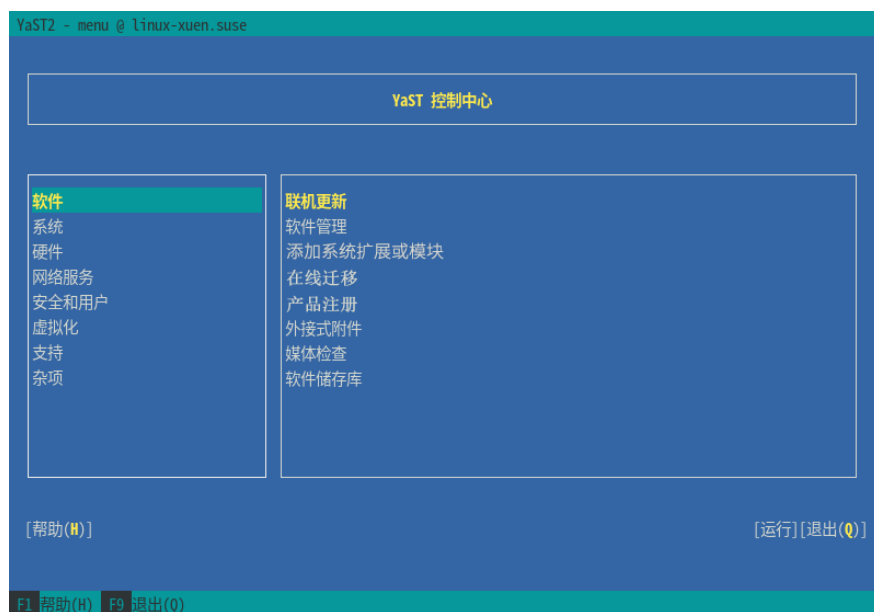 YaST2 - menu @ linux-xuen.suse
YaST 控制中心
软件
系统
硬件
网络服务
安全和用户
虚拟化
支持
杂项
联机更新
软件管理
添加系统扩展或模块
在线迁移
产品注册
外接式附件
媒体检查
软件储存库
[帮助(H)]
[运行][退出(Q)]
F1 帮助(H) F9 退出(Q)